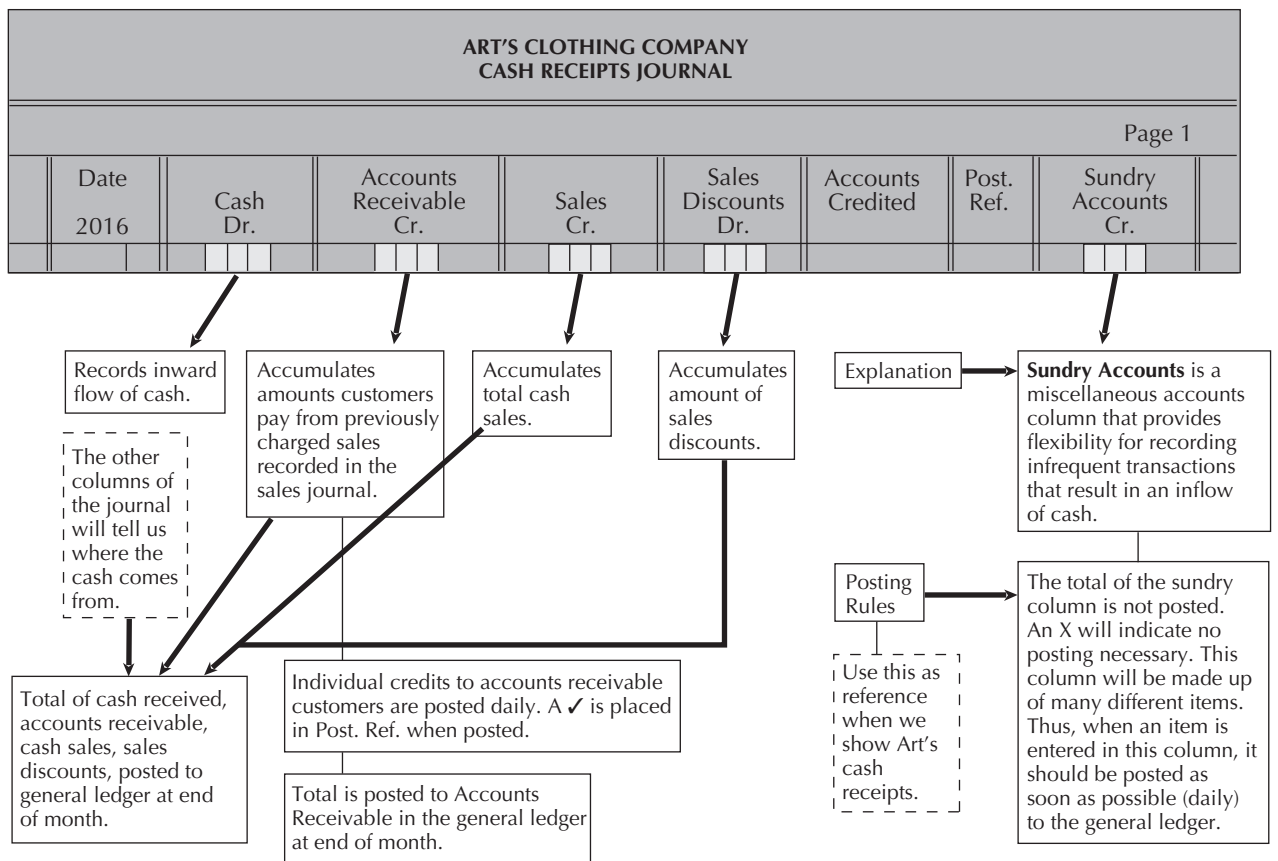 ART'S CLOTHING COMPANY
CASH RECEIPTS JOURNAL
Page 1
Date
2016
Cash
Dr.
Accounts
Receivable
Cr.
Sales
Cr.
Sales
Discounts
Dr.
Accounts
Credited
Post.
Ref.
Sundry
Accounts
Cr.
Records inward
flow of cash.
Accumulates
amounts customers
pay from previously
charged sales
recorded in the
sales journal.
Accumulates
total cash
sales.
Accumulates
amount of
sales
discounts.
Explanation
Sundry Accounts is a
miscellaneous accounts
column that provides
flexibility for recording
infrequent transactions
that result in an inflow
of cash.
The other
columns of
the journal
will tell us
where the
cash comes
from.
Posting
Rules
The total of the sundry
column is not posted.
An X will indicate no
posting necessary. This
column will be made up
of many different items.
Thus, when an item is
entered in this column, it
should be posted as
soon as possible (daily)
to the general ledger.
Use this as
reference
when we
show Art's
cash
receipts.
Total of cash received,
accounts receivable,
cash sales, sales
discounts, posted to
general ledger at end
of month.
Individual credits to accounts receivable
customers are posted daily. A ✓ is placed
in Post. Ref. when posted.
Total is posted to Accounts
Receivable in the general ledger
at end of month.